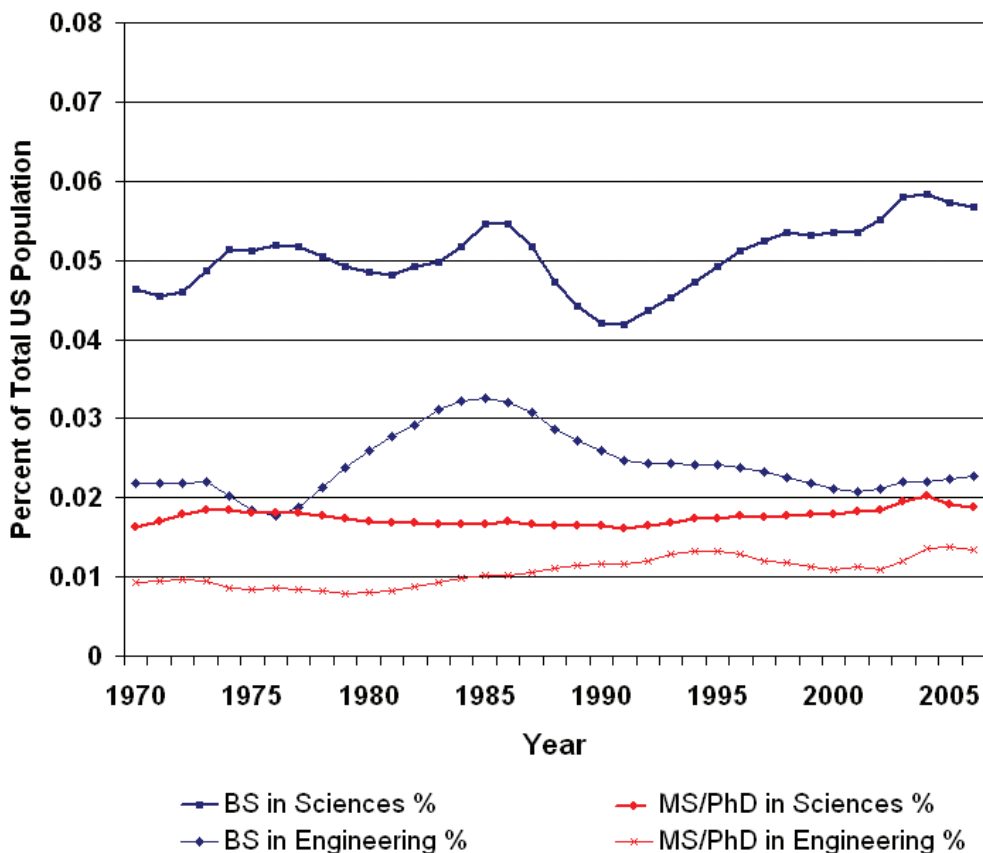 0.08
0.07
0.06
0.05
0.04
0.03
0.02
0.01
0
Percent of Total US Population
1970 1975 1980 1985 1990 1995 2000 2005
Year
BS in Sciences % MS/PhD in Sciences %
BS in Engineering % MS/PhD in Engineering %